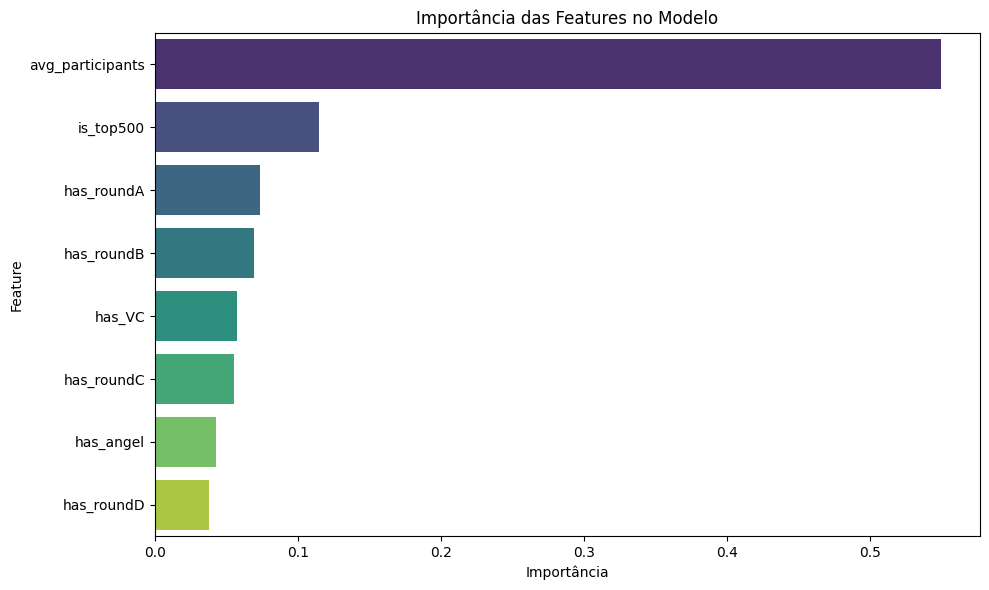 Importância das Features no Modelo
avg_participants
is_top500
has_roundA
has_roundB
has_VC
has_roundC
has_angel
has_roundD
Feature
0.0 0.1 0.2 0.3 0.4 0.5
Importância